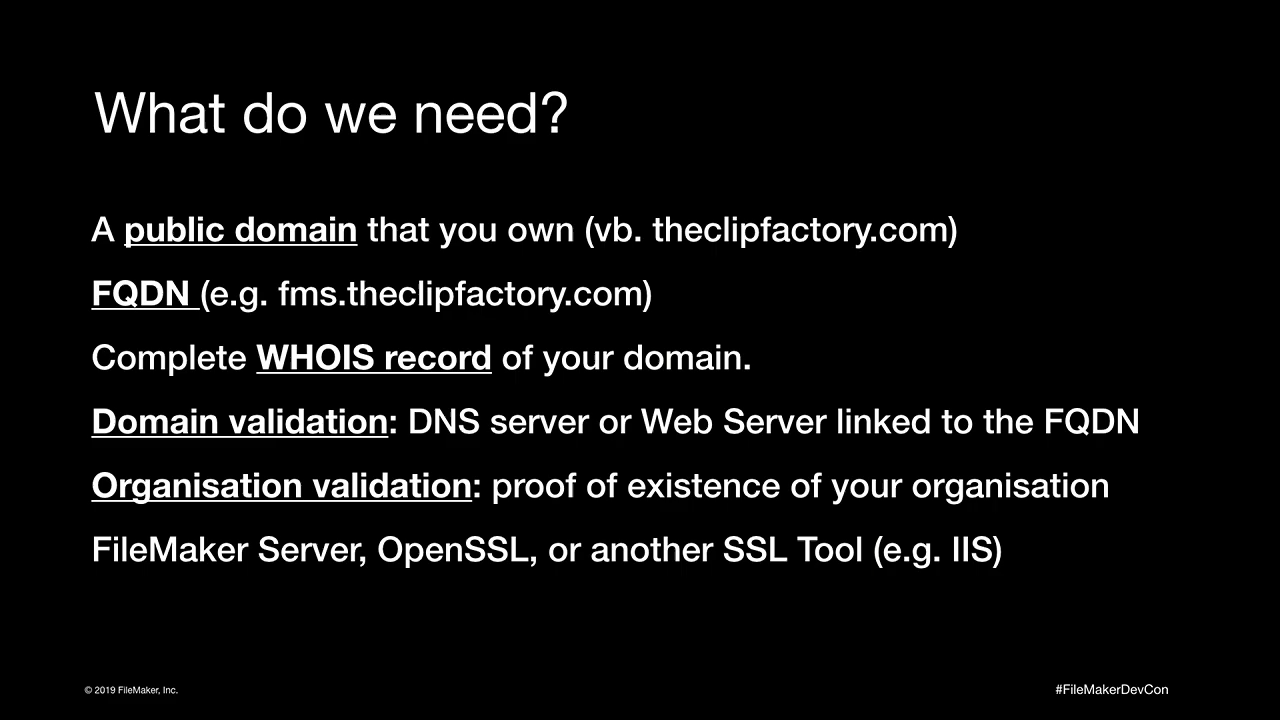 What do we need?
A public domain that you own (vb. theclipfactory.com)
FQDN (e.g. fms.theclipfactory.com)
Complete WHOIS record of your domain.
Domain validation: DNS server or Web Server linked to the FQDN
Organisation validation: proof of existence of your organisation
FileMaker Server, OpenSSL, or another SSL Tool (e.g. IIS)
© 2019 FileMaker, Inc.
#FileMakerDevCon